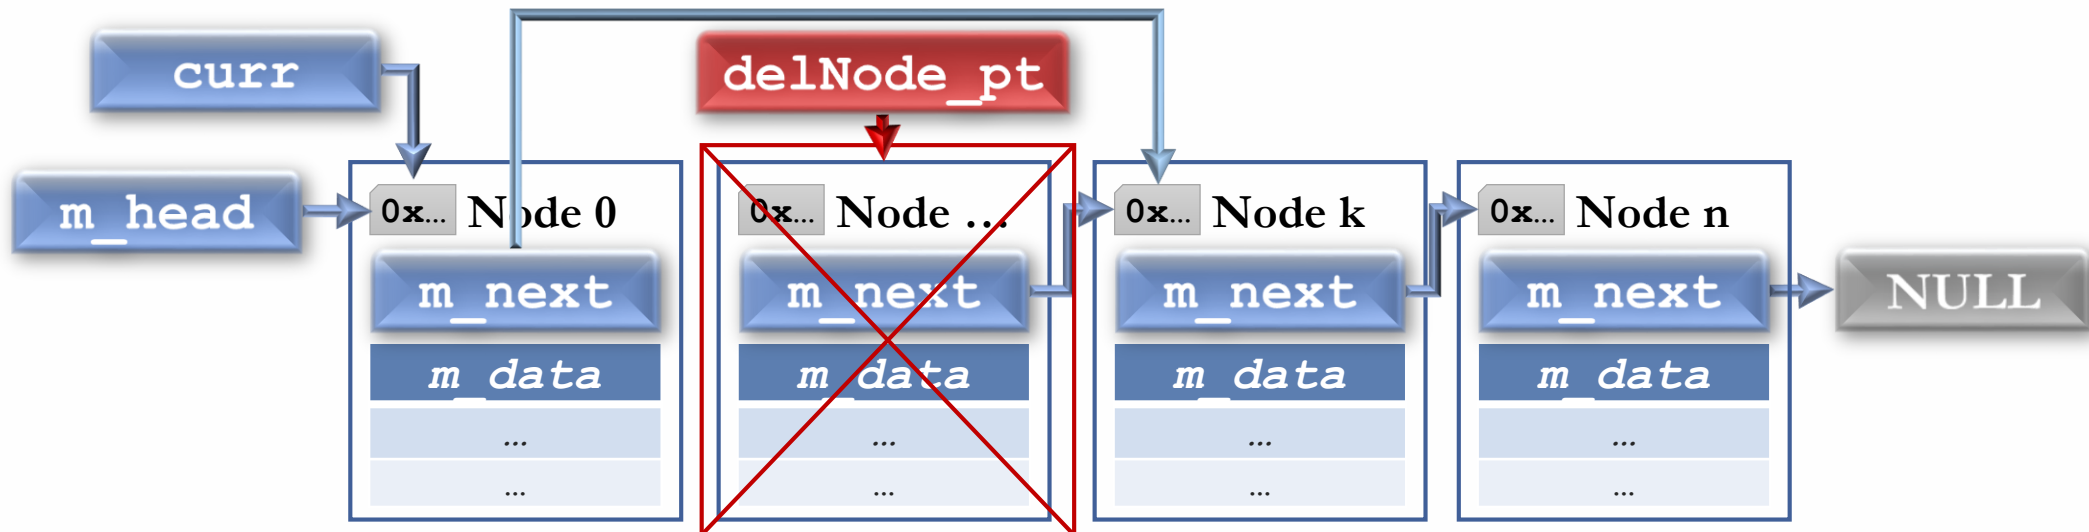 curr
delNode_pt
m_head
0x... Node 0
0x... Node ...
0x... Node k
0x... Node n
m_next
m_next
m_next
m_next
NULL
m_data
m_data
m_data
m_data
...
...
...
...
...
...
...
...